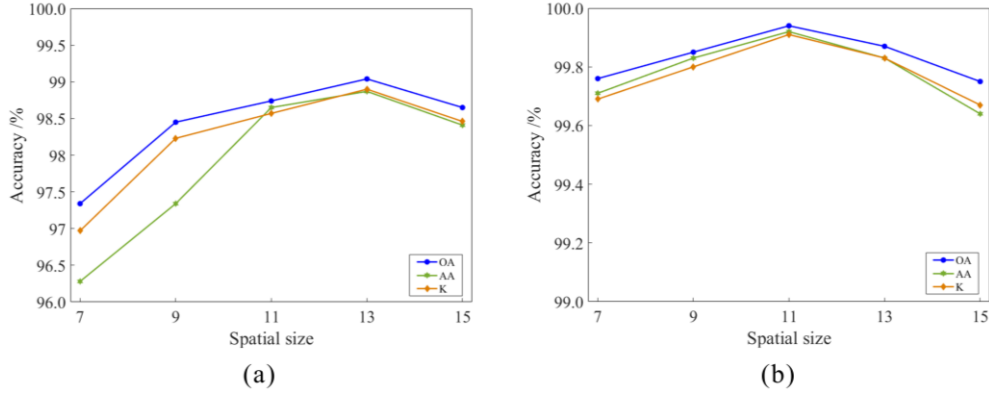 100.0
99.5
99
98.5
98
97.5
97
96.5
96.0
Accuracy /%
7 9 11 13 15
Spatial size
OA
AA
K
(a)
100.0
99.8
99.6
99.4
99.2
99.0
Accuracy /%
7 9 11 13 15
Spatial size
OA
AA
K
(b)